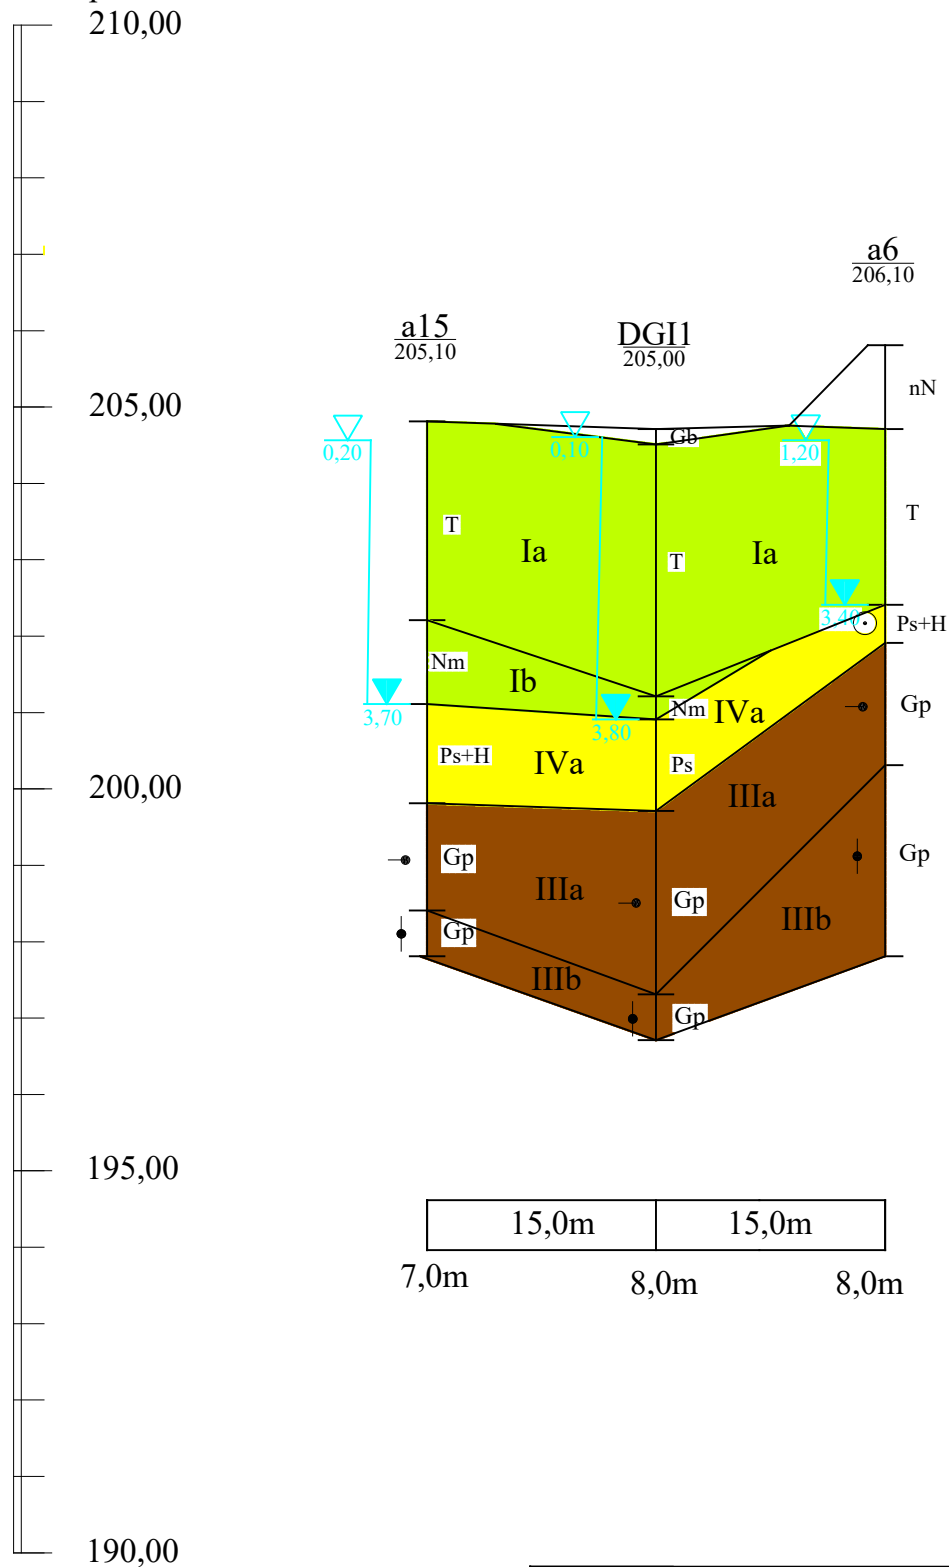 210,00
a6
206,10
a15
205,10
DGI1
205,00
nN
205,00
Gb
0,20
0,10
1,20
T
T
Ia
Ia
T
3,40
Ps+H
Nm
Ib
Gp
Nm
IVa
3,70
3,80
Ps+H
IVa
Ps
200,00
IIIa
Gp
Gp
IIIa
Gp
IIIb
Gp
IIIb
Gp
195,00
15,0m
15,0m
7,0m
8,0m
8,0m
190,00